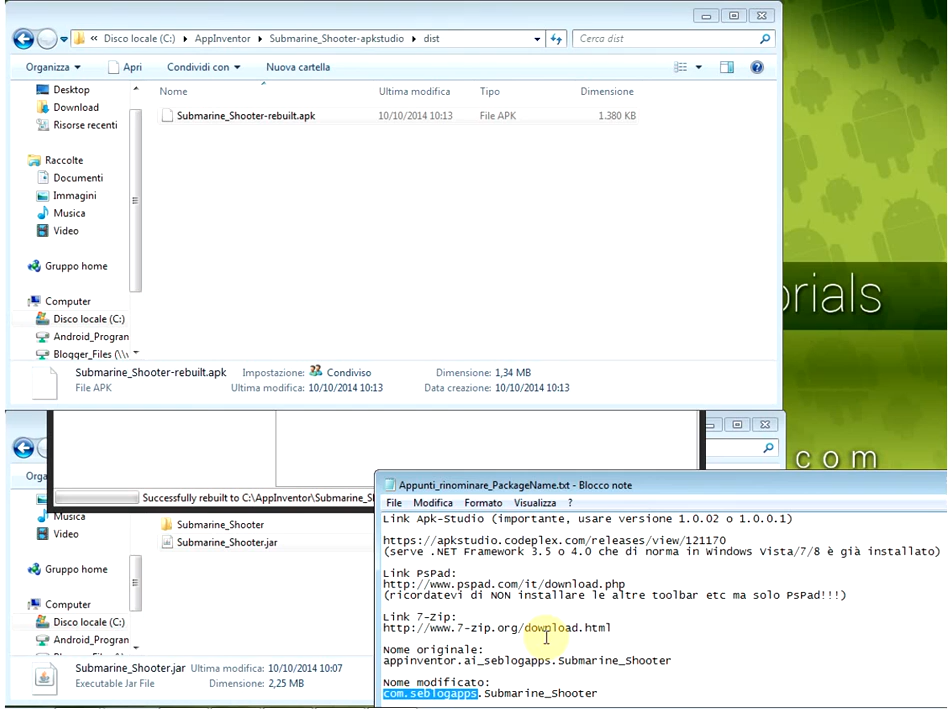 « Disco locale (C:) ▸ AppInventor ▸ Submarine_Shooter-apkstudio ▸ dist
Cerca dist
Organizza
Apri
Condividi con
Nuova cartella
Nome
Ultima modifica
Tipo
Dimensione
Desktop
Download
Risorse recenti
Raccolte
Documenti
Immagini
Musica
Video
Gruppo home
Computer
Disco locale (C:)
Android_Progran
Blogger_Files (\\\
Submarine_Shooter-rebuilt.apk
10/10/2014 10:13
File APK
1.380 KB
Submarine_Shooter-rebuilt.apk
Impostazione:
Condiviso
Dimensione: 1,34 MB
File APK
Ultima modifica: 10/10/2014 10:13
Data creazione: 10/10/2014 10:13
orials
com
Orga
Successfully rebuilt to C:\AppInventor\Submarine_S
Musica
Video
Gruppo home
Computer
Disco locale (C:)
Android_Progran
Submarine_Shooter
Submarine_Shooter.jar
Submarine_Shooter.jar
Ultima modifica: 10/10/2014 10:07
Executable Jar File
Dimensione: 2,25 MB
Appunti_rinominare_PackageName.txt - Blocco note
File Modifica Formato Visualizza ?
Link Apk-Studio (importante, usare versione 1.0.02 o 1.0.0.1)
https://apkstudio.codeplex.com/releases/view/121170
(serve .NET Framework 3.5 o 4.0 che di norma in Windows Vista/7/8 è già installato)
Link PsPad:
http://www.pspad.com/it/download.php
(ricordatevi di NON installare le altre toolbar etc ma solo PsPad!!!)
Link 7-Zip:
http://www.7-zip.org/download.html
Nome originale:
appinventor.ai_seblogapps.Submarine_Shooter
Nome modificato:
com.seblogapps.Submarine_Shooter